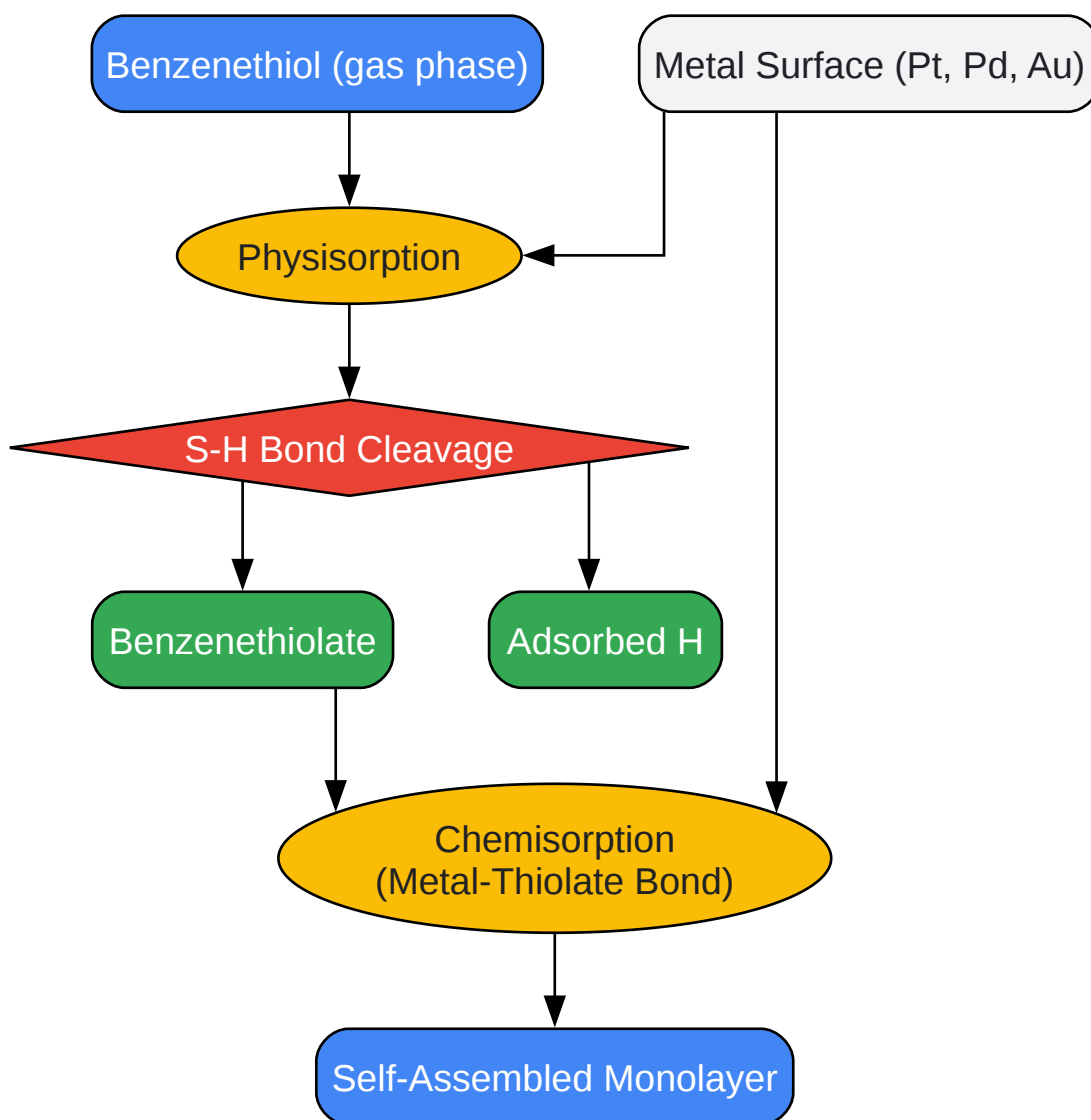 Benzenethiol (gas phase)
Metal Surface (Pt, Pd, Au)
Physisorption
S-H Bond Cleavage
Benzenethiolate
Adsorbed H
Chemisorption
(Metal-Thiolate Bond)
Self-Assembled Monolayer